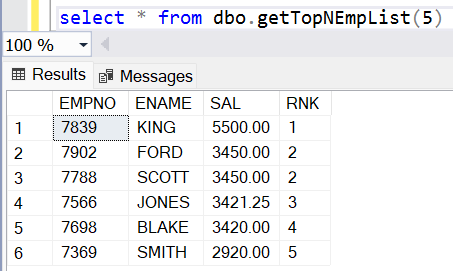 select * from dbo.getTopNEmpList(5)
100 %
Results Messages
EMPNO ENAME SAL RNK
1 7839 KING 5500.00 1
2 7902 FORD 3450.00 2
3 7788 SCOTT 3450.00 2
4 7566 JONES 3421.25 3
5 7698 BLAKE 3420.00 4
6 7369 SMITH 2920.00 5